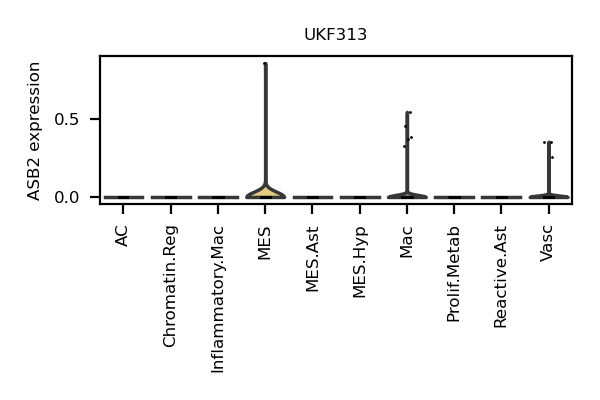 UKF313
ASB2 expression
0.5
0.0
AC
Chromatin.Reg
Inflammatory.Mac
MES
MES.Ast
MES.Hyp
Mac
Prolif.Metab
Reactive.Ast
Vasc